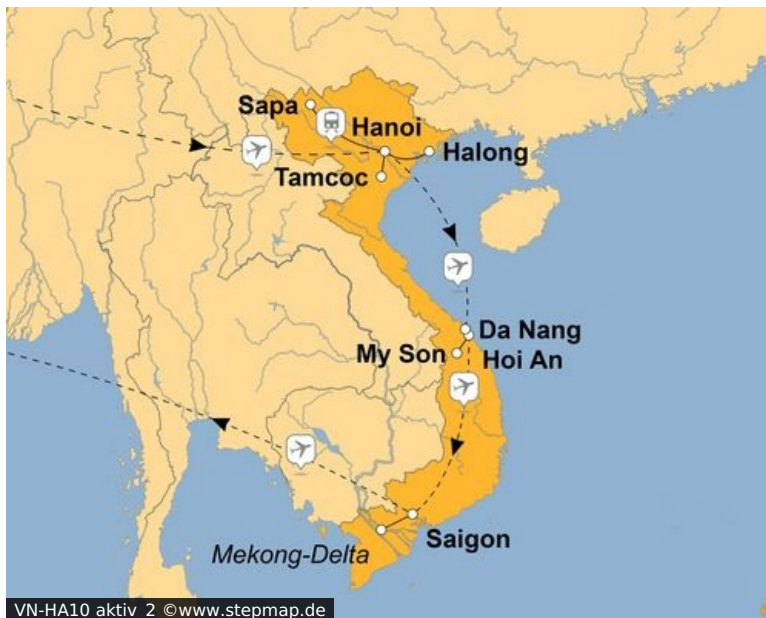 Sapa
Hanoi
Halong
Tamcoc
Da Nang
My Son
Hoi An
Saigon
Mekong-Delta
VN-HA10 aktiv 2 ©www.stepmap.de